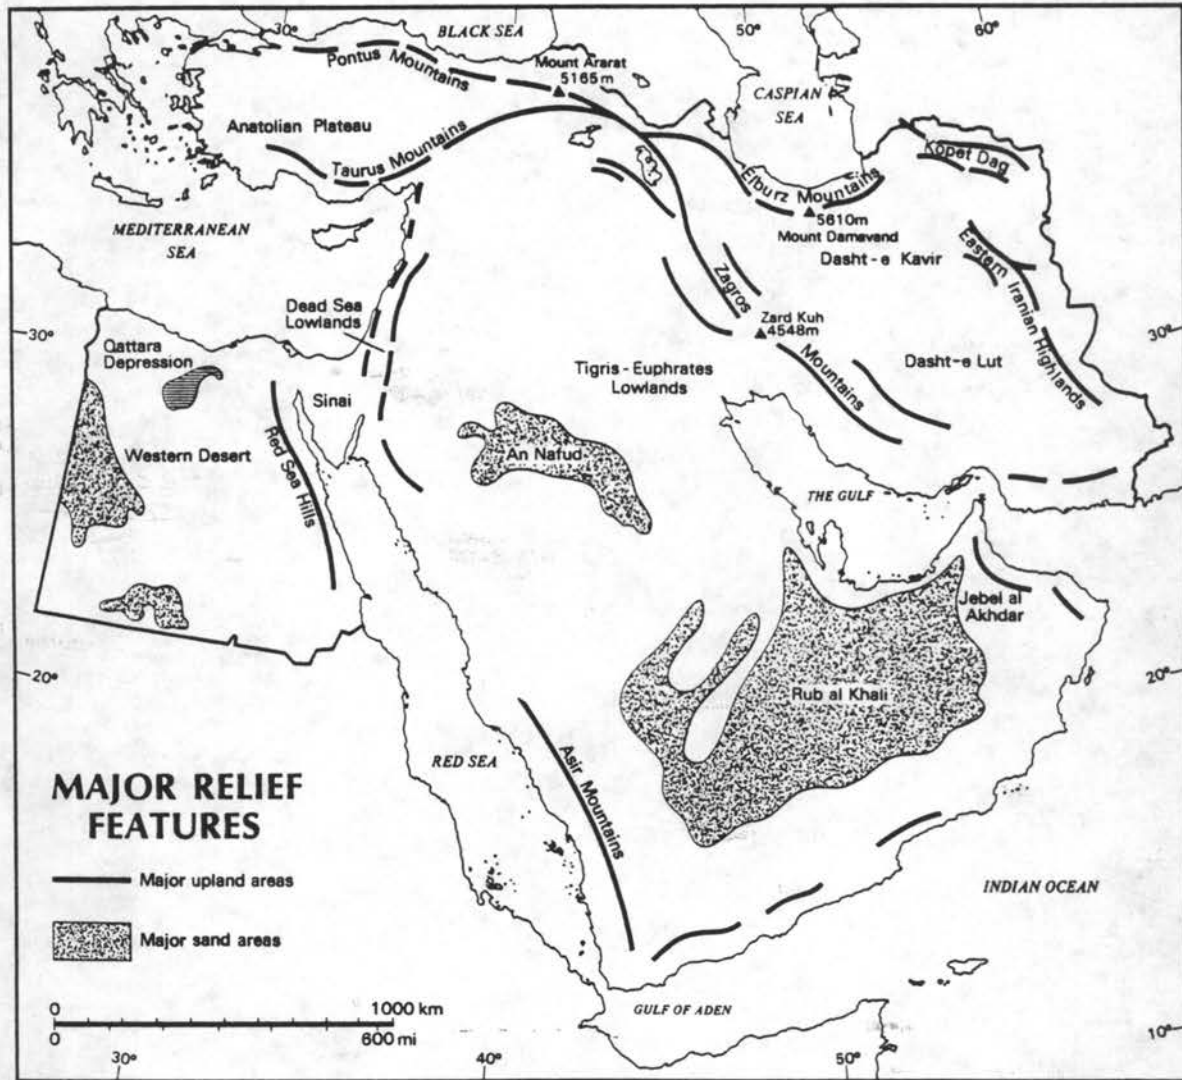 30°
BLACK SEA
50°
60°
Pontus Mountains
Mount Ararat
5165m
CASPIAN
SEA
Anatolian Plateau
Taurus Mountains
Kopet Dag
Elburz Mountains
5610m
Mount Damavand
MEDITERRANEAN
SEA
Dasht-e Kavir
Eastern Iranian Highlands
Zagros
Mountains
Dead Sea
Lowlands
Zard Kuh
4548m
30°
30°
Qattara
Depression
Tigris-Euphrates
Lowlands
Dasht-e Lut
Sinai
Western Desert
Red Sea Hills
An Nafud
THE GULF
Jebel al
Akhdar
20°
20°
Rub al Khali
RED SEA
Asir Mountains
MAJOR RELIEF
FEATURES
Major upland areas
INDIAN OCEAN
Major sand areas
0
1000 km
0
600 mi
GULF OF ADEN
10°
30°
40°
50°